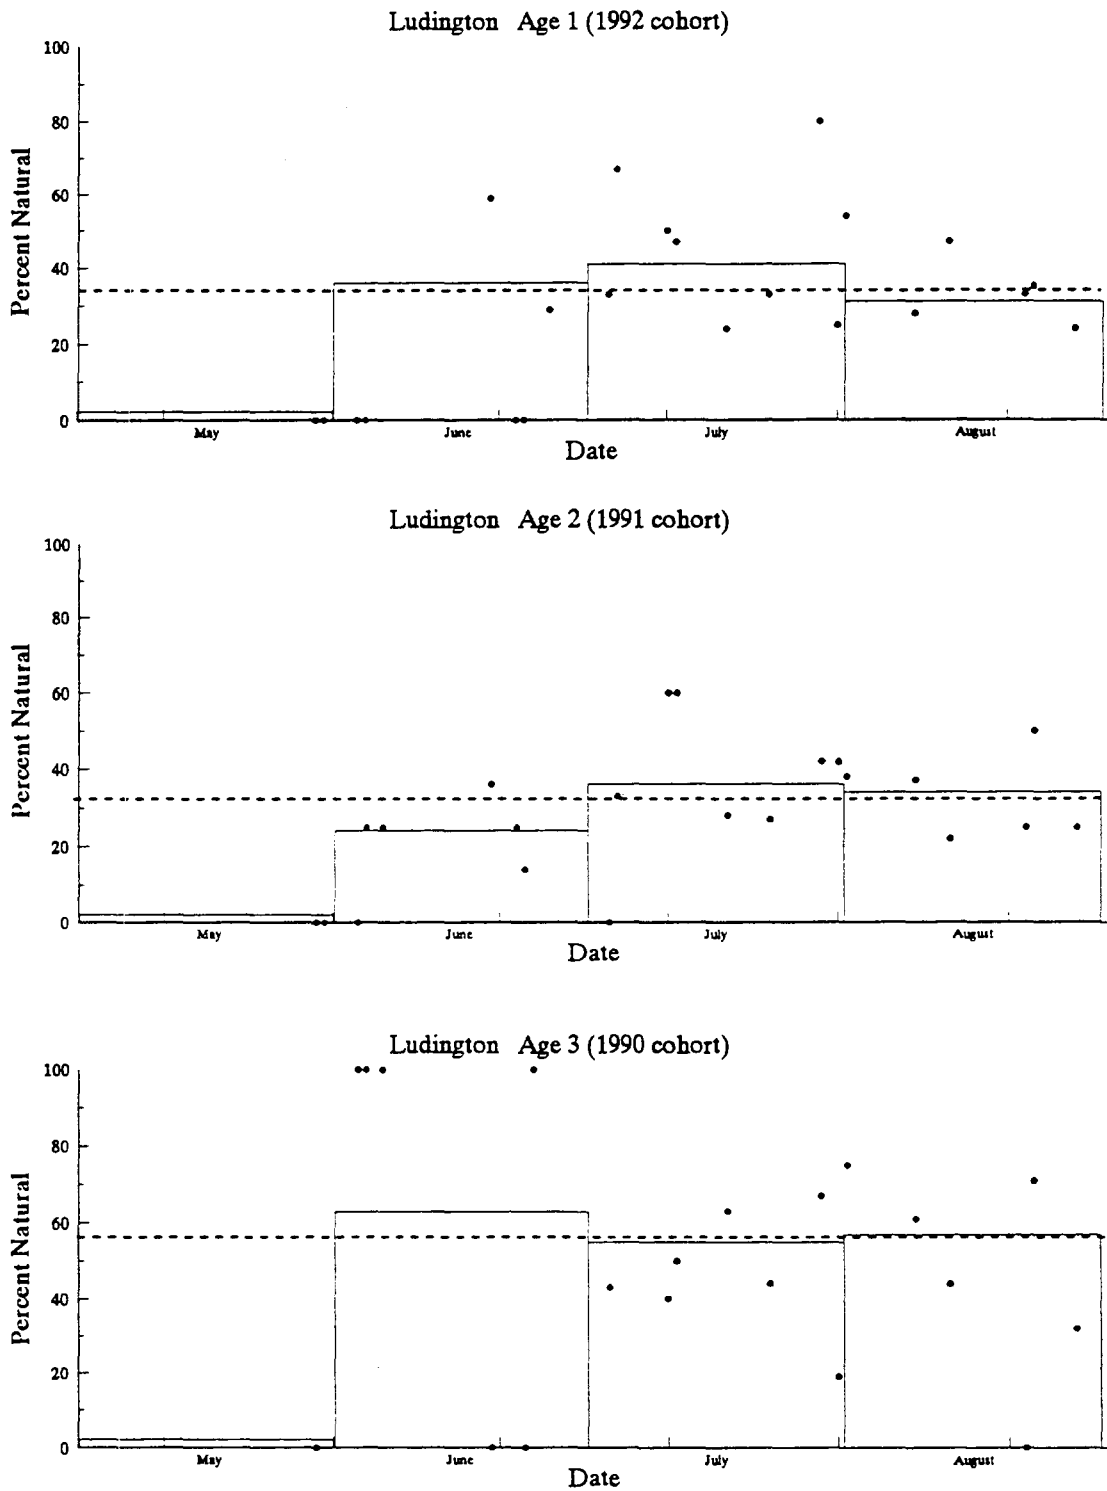 Ludington Age 1 (1992 cohort)
100
80
60
40
20
0
Percent Natural
May June July August
Date
Ludington Age 2 (1991 cohort)
100
80
60
40
20
0
Percent Natural
May June July August
Date
Ludington Age 3 (1990 cohort)
100
80
60
40
20
0
Percent Natural
May June July August
Date